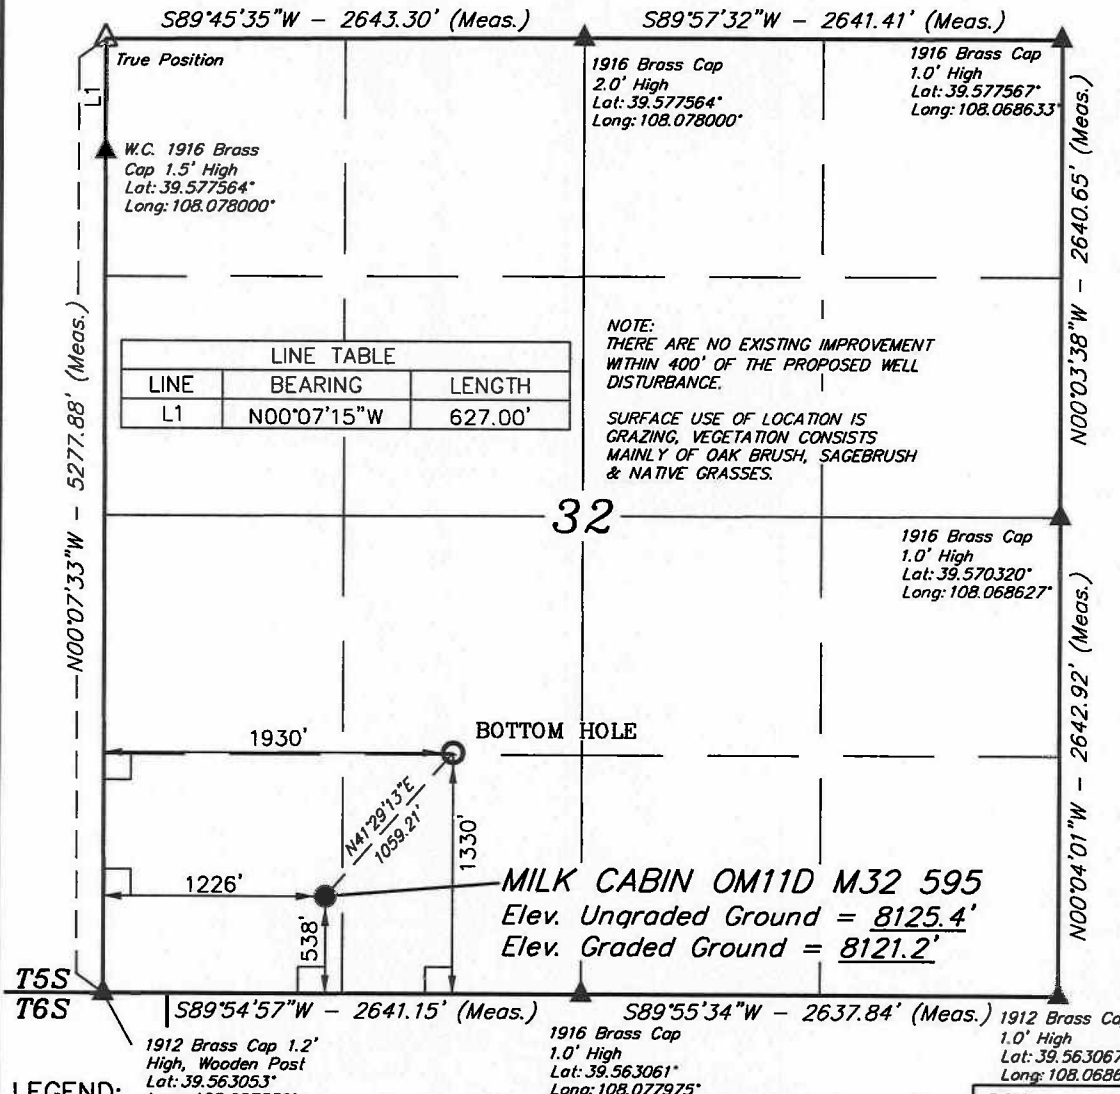 S89°45'35"W - 2643.30' (Meas.)
S89°57'32"W - 2641.41' (Meas.)
True Position
L1
1916 Brass Cap
2.0' High
Lat: 39.577564°
Long: 108.078000°
1916 Brass Cap
1.0' High
Lat: 39.577567°
Long: 108.068633°
W.C. 1916 Brass
Cap 1.5' High
Lat: 39.577564°
Long: 108.078000°
N00°03'38"W - 2640.65' (Meas.)
N00°07'33"W - 5277.88' (Meas.)
LINE TABLE
LINE BEARING LENGTH
L1 N00°07'15"W 627.00'
NOTE:
THERE ARE NO EXISTING IMPROVEMENT
WITHIN 400' OF THE PROPOSED WELL
DISTURBANCE.
SURFACE USE OF LOCATION IS
GRAZING, VEGETATION CONSISTS
MAINLY OF OAK BRUSH, SAGEBRUSH
& NATIVE GRASSES.
32
1916 Brass Cap
1.0' High
Lat: 39.570320°
Long: 108.068627°
N00°04'01"W - 2642.92' (Meas.)
1930'
BOTTOM HOLE
N41°29'13"E
1059.21'
1330'
1226'
538'
MILK CABIN OM11D M32 595
Elev. Ungraded Ground = 8125.4'
Elev. Graded Ground = 8121.2'
T5S
T6S
S89°54'57"W - 2641.15' (Meas.)
S89°55'34"W - 2637.84' (Meas.)
1912 Brass Cap 1.2'
High, Wooden Post
Lat: 39.563053°
1916 Brass Cap
1.0' High
Lat: 39.563061°
Long: 108.077975°
1912 Brass Ca
1.0' High
Lat: 39.563067
Long: 108.0686
LEGEND: